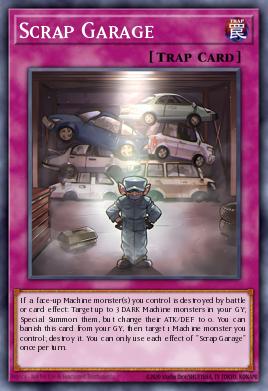 Scrap Garage
TRAP
罠
[Trap Card]
If a face-up Machine monster(s) you control is destroyed by battle
or card effect: Target up to 3 DARK Machine monsters in your GY;
Special Summon them, but change their ATK/DEF to 0. You can
banish this card from your GY, then target 1 Machine monster you
control; destroy it. You can only use each effect of "Scrap Garage"
once per turn.